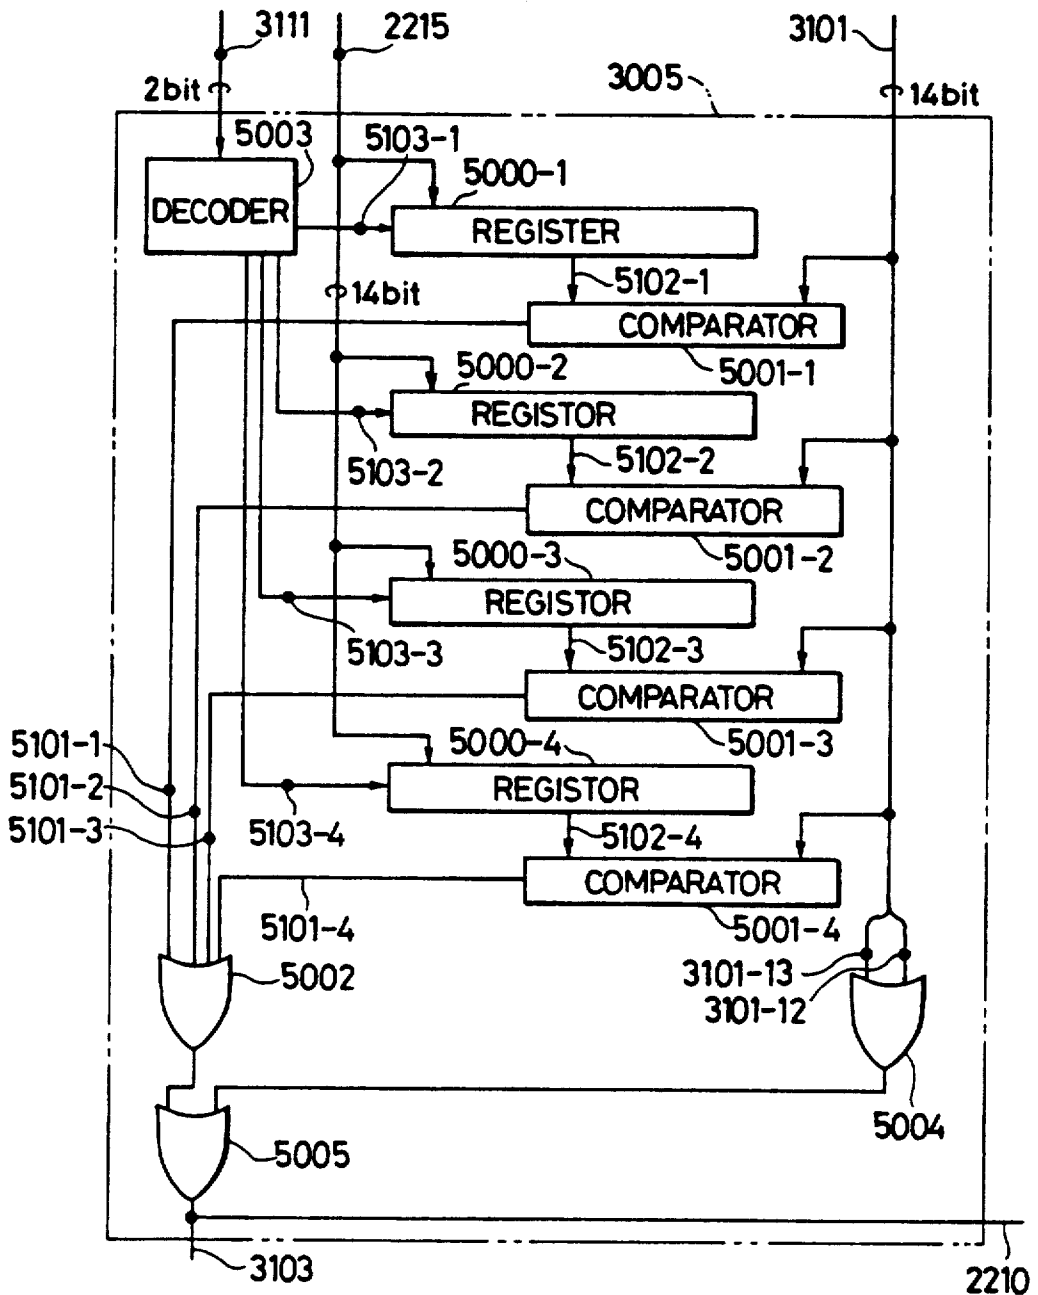 3111
2215
3101
2bit
3005
14bit
5003
5103-1
5000-1
DECODER
REGISTER
5102-1
14bit
COMPARATOR
5000-2
5001-1
REGISTOR
5103-2
5102-2
COMPARATOR
5000-3
5001-2
REGISTOR
5103-3
5102-3
COMPARATOR
5101-1
5000-4
5001-3
5101-2
REGISTOR
5101-3
5103-4
5102-4
COMPARATOR
5101-4
5001-4
5002
3101-13
3101-12
5004
5005
3103
2210